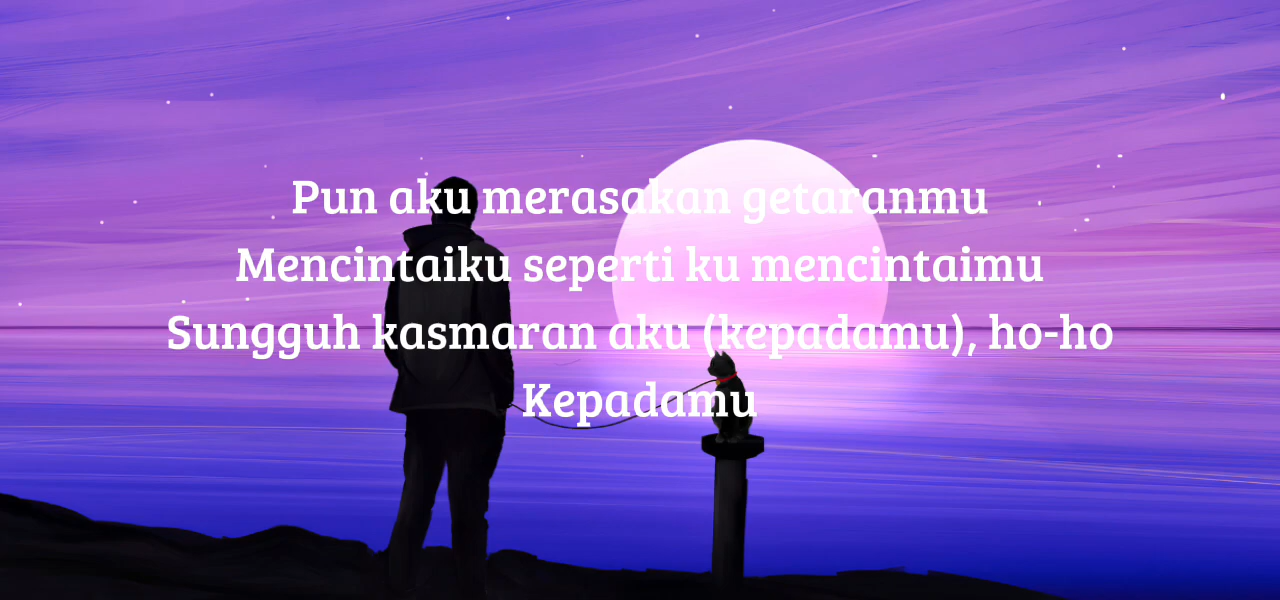 Pun aku merasakan getaranmu
Mencintaiku seperti ku mencintaimu
Sungguh kasmaran aku (kepadamu), ho-ho
Kepadamu